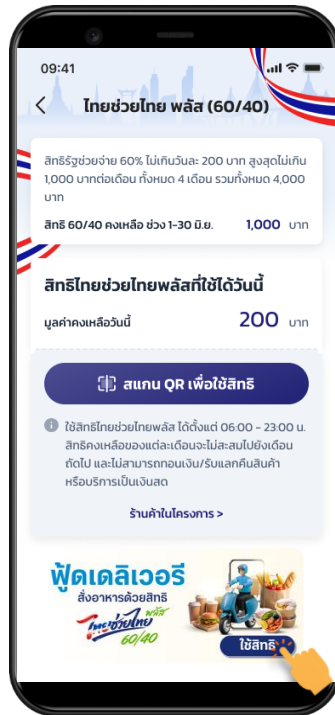 09:41
ไทยช่วยไทย พลัส (60/40)
สิทธิรัฐช่วยจ่าย 60% ไม่เกินวันละ 200 บาท สูงสุดไม่เกิน
1,000 บาทต่อเดือน ทั้งหมด 4 เดือน รวมทั้งหมด 4,000
บาท
สิทธิ 60/40 คงเหลือ ช่วง 1-30 มิ.ย. 1,000 บาท
สิทธิไทยช่วยไทยพลัสที่ใช้ได้วันนี้
มูลค่าคงเหลือวันนี้ 200 บาท
สแกน QR เพื่อใช้สิทธิ
ใช้สิทธิไทยช่วยไทยพลัส ได้ตั้งแต่ 06:00 - 23:00 น.
สิทธิคงเหลือของแต่ละเดือนจะไม่สะสมไปยังเดือน
ถัดไป และไม่สามารถทอนเงิน/รับแลกคืนสินค้า
หรือบริการเป็นเงินสด
ร้านค้าในโครงการ >
ฟู้ดเดลิเวอรี
สั่งอาหารด้วยสิทธิ
ไทยช่วยไทย พลัส
60/40
ใช้สิทธิ